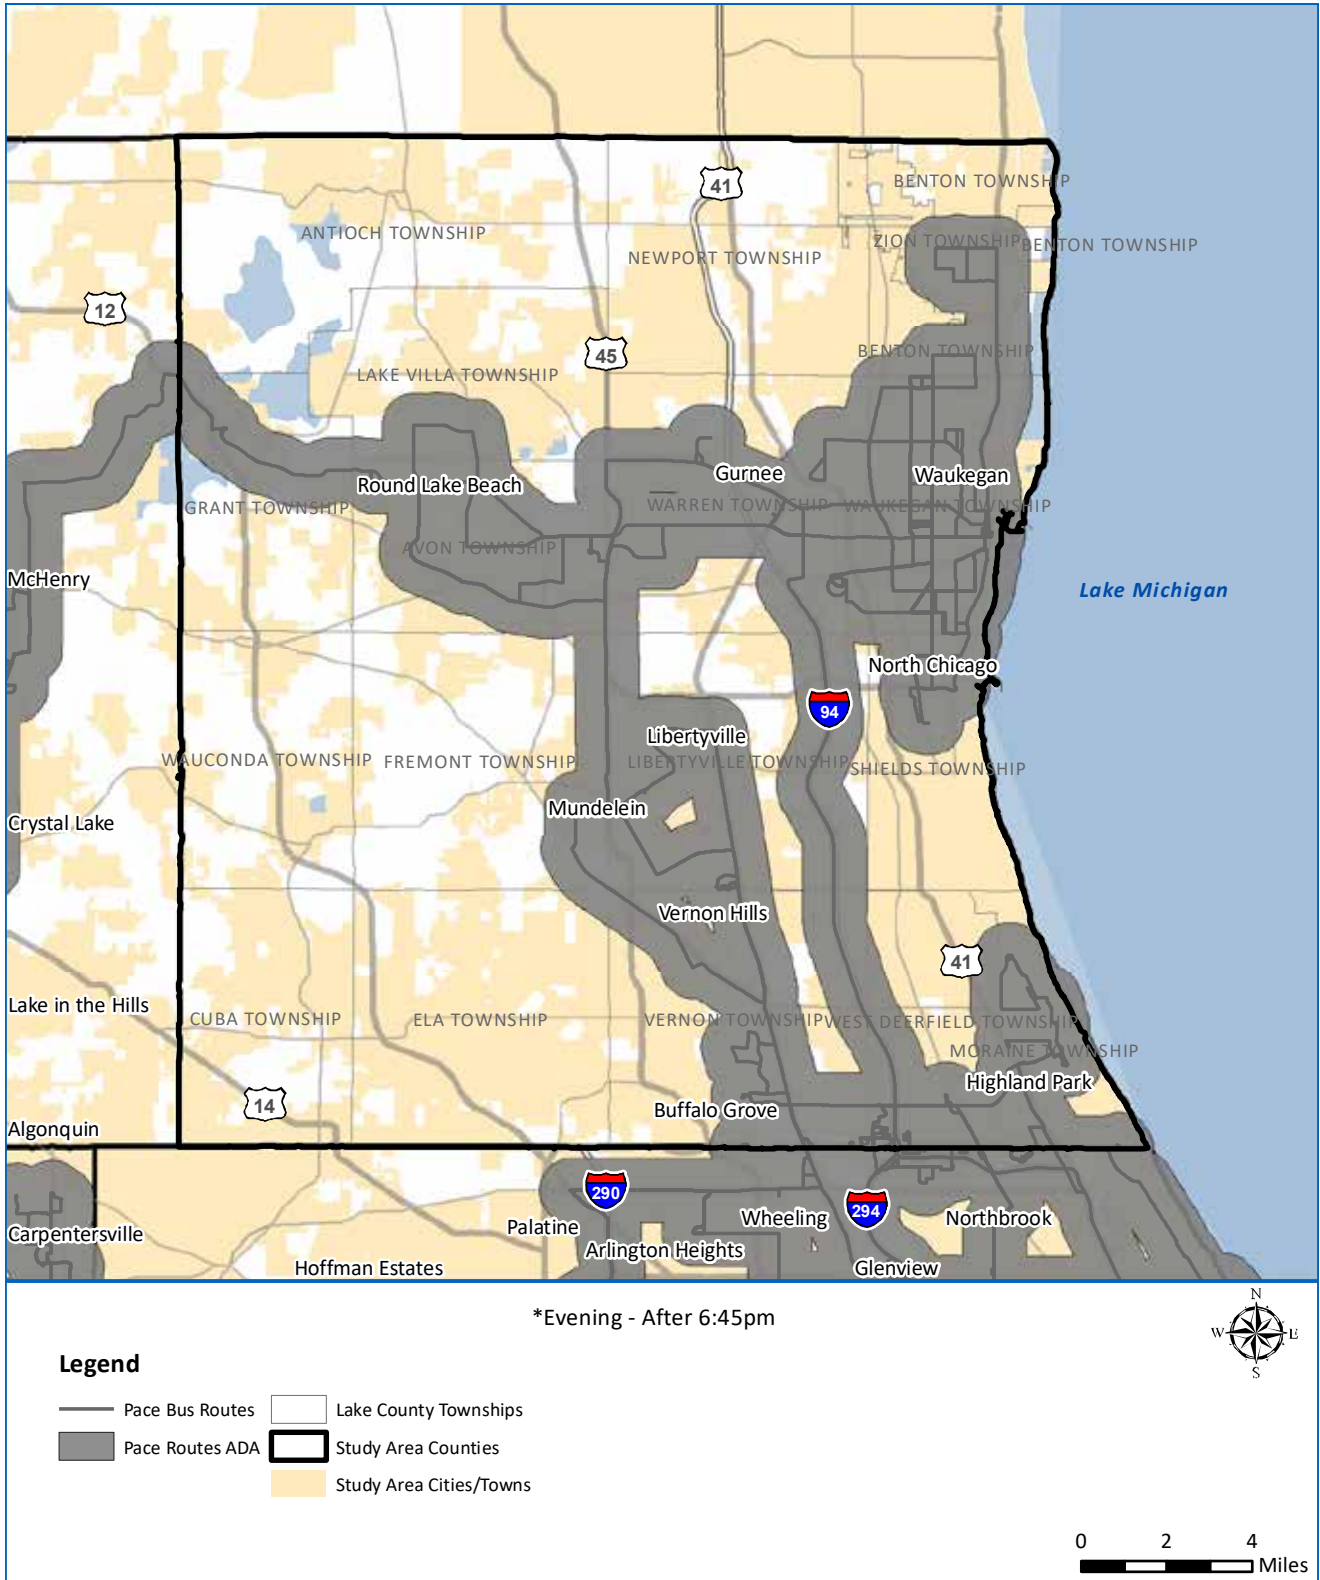 41
BENTON TOWNSHIP
ANTIOCH TOWNSHIP
ZION TOWNSHIP
BENTON TOWNSHIP
NEWPORT TOWNSHIP
12
45
BENTON TOWNSHIP
LAKE VILLA TOWNSHIP
Gurnee
Waukegan
Round Lake Beach
GRANT TOWNSHIP
WARREN TOWNSHIP
WAUKEGAN TOWNSHIP
AVON TOWNSHIP
McHenry
Lake Michigan
North Chicago
94
Libertyville
WAUCONDA TOWNSHIP
FREMONT TOWNSHIP
LIBERTYVILLE TOWNSHIP
SHIELDS TOWNSHIP
Mundelein
Crystal Lake
Vernon Hills
41
Lake in the Hills
CUBA TOWNSHIP
ELA TOWNSHIP
VERNON TOWNSHIP
WEST DEERFIELD TOWNSHIP
MORAINE TOWNSHIP
Highland Park
14
Buffalo Grove
Algonquin
290
294
Carpentersville
Palatine
Wheeling
Northbrook
Arlington Heights
Hoffman Estates
Glenview
*Evening - After 6:45pm
N
W
E
S
Legend
Pace Bus Routes
Lake County Townships
Pace Routes ADA
Study Area Counties
Study Area Cities/Towns
0 2 4
Miles